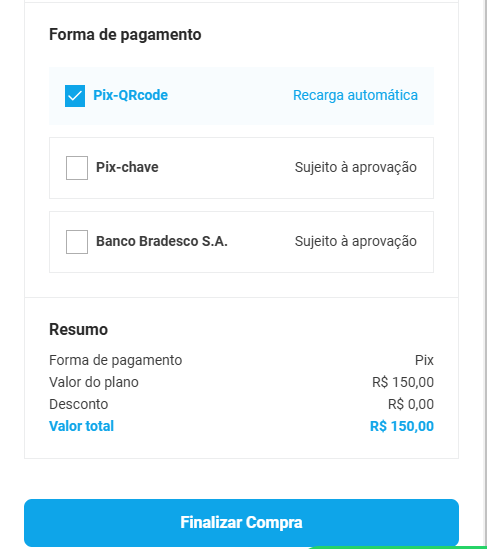 Forma de pagamento
Pix-QRcode Recarga automática
Pix-chave Sujeito à aprovação
Banco Bradesco S.A. Sujeito à aprovação
Resumo
Forma de pagamento Pix
Valor do plano R$ 150,00
Desconto R$ 0,00
Valor total R$ 150,00
Finalizar Compra